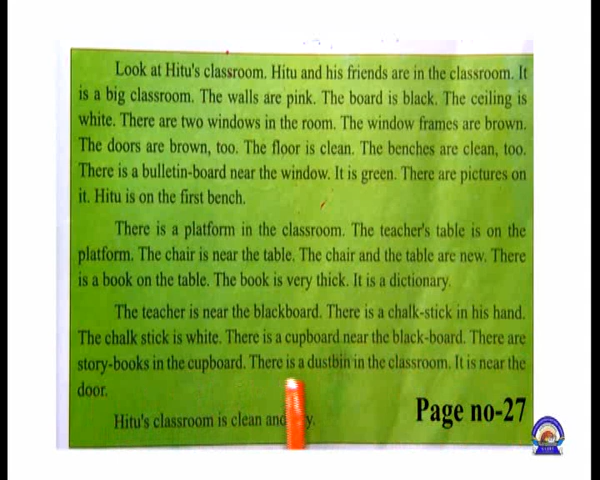 Look at Hitu's classroom. Hitu and his friends are in the classroom. It
is a big classroom. The walls are pink. The board is black. The ceiling is
white. There are two windows in the room. The window frames are brown.
The doors are brown, too. The floor is clean. The benches are clean, too.
There is a bulletin-board near the window. It is green. There are pictures on
it. Hitu is on the first bench.
There is a platform in the classroom. The teacher's table is on the
platform. The chair is near the table. The chair and the table are new. There
is a book on the table. The book is very thick. It is a dictionary.
The teacher is near the blackboard. There is a chalk-stick in his hand.
The chalk stick is white. There is a cupboard near the black-board. There are
story-books in the cupboard. There is a dustbin in the classroom. It is near the
door.
Hitu's classroom is clean and
Page no-27